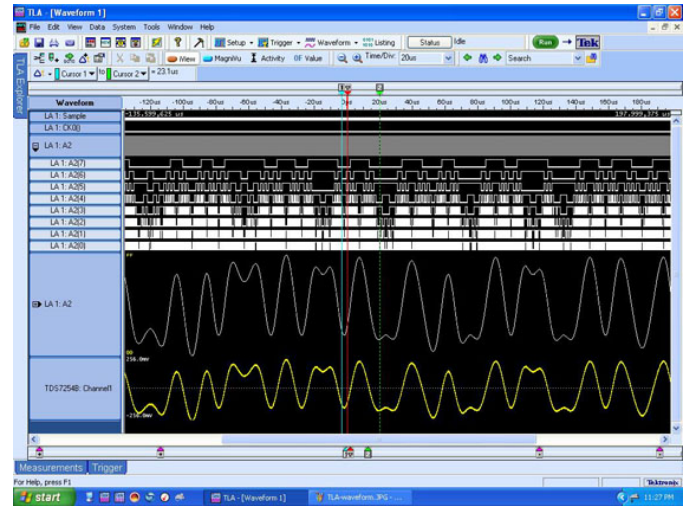 TLA - [Waveform 1]
File Edit View Data System Tools Window Help
Setup Trigger Waveform Listing Status Idle Run Tek
iView MagniVu Activity Value Time/Div: 20us Search
Cursor 1 to Cursor 2 = 23.1us
TLA Explorer
Waveform -120us -100us -80us -60us -40us -20us 0us 20us 40us 60us 80us 100us 120us 140us 160us 180us
LA 1: Sample -135,599,625 us 197,999,375 us
LA 1: CK0()
LA 1: A2
LA 1: A2(7)
LA 1: A2(6)
LA 1: A2(5)
LA 1: A2(4)
LA 1: A2(3)
LA 1: A2(2)
LA 1: A2(1)
LA 1: A2(0)
FF
LA 1: A2
00
256.0mV
TDS7254B: Channel1
-256.0mV
Measurements Trigger
For Help, press F1 Tektronix
start TLA - [Waveform 1] TLA-waveform.JPG - ... 11:27 PM